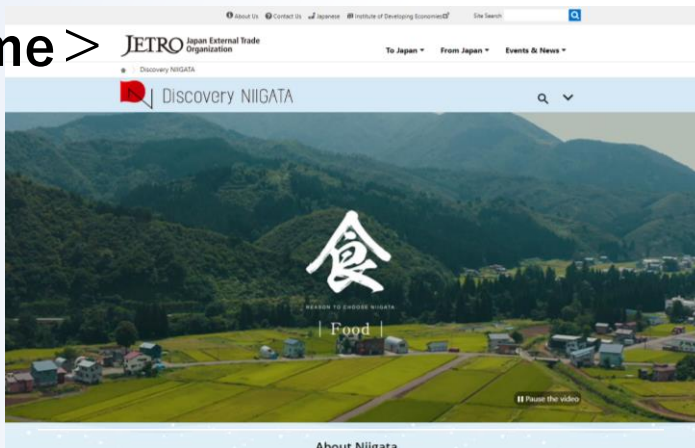 me＞
About Us Contact Us Japanese Institute of Developing Economies Site Search
JETRO Japan External Trade Organization
To Japan From Japan Events & News
Discovery NIIGATA
Discovery NIIGATA
食
REASON TO CHOOSE NIIGATA
| Food |
Pause the video
About Niigata